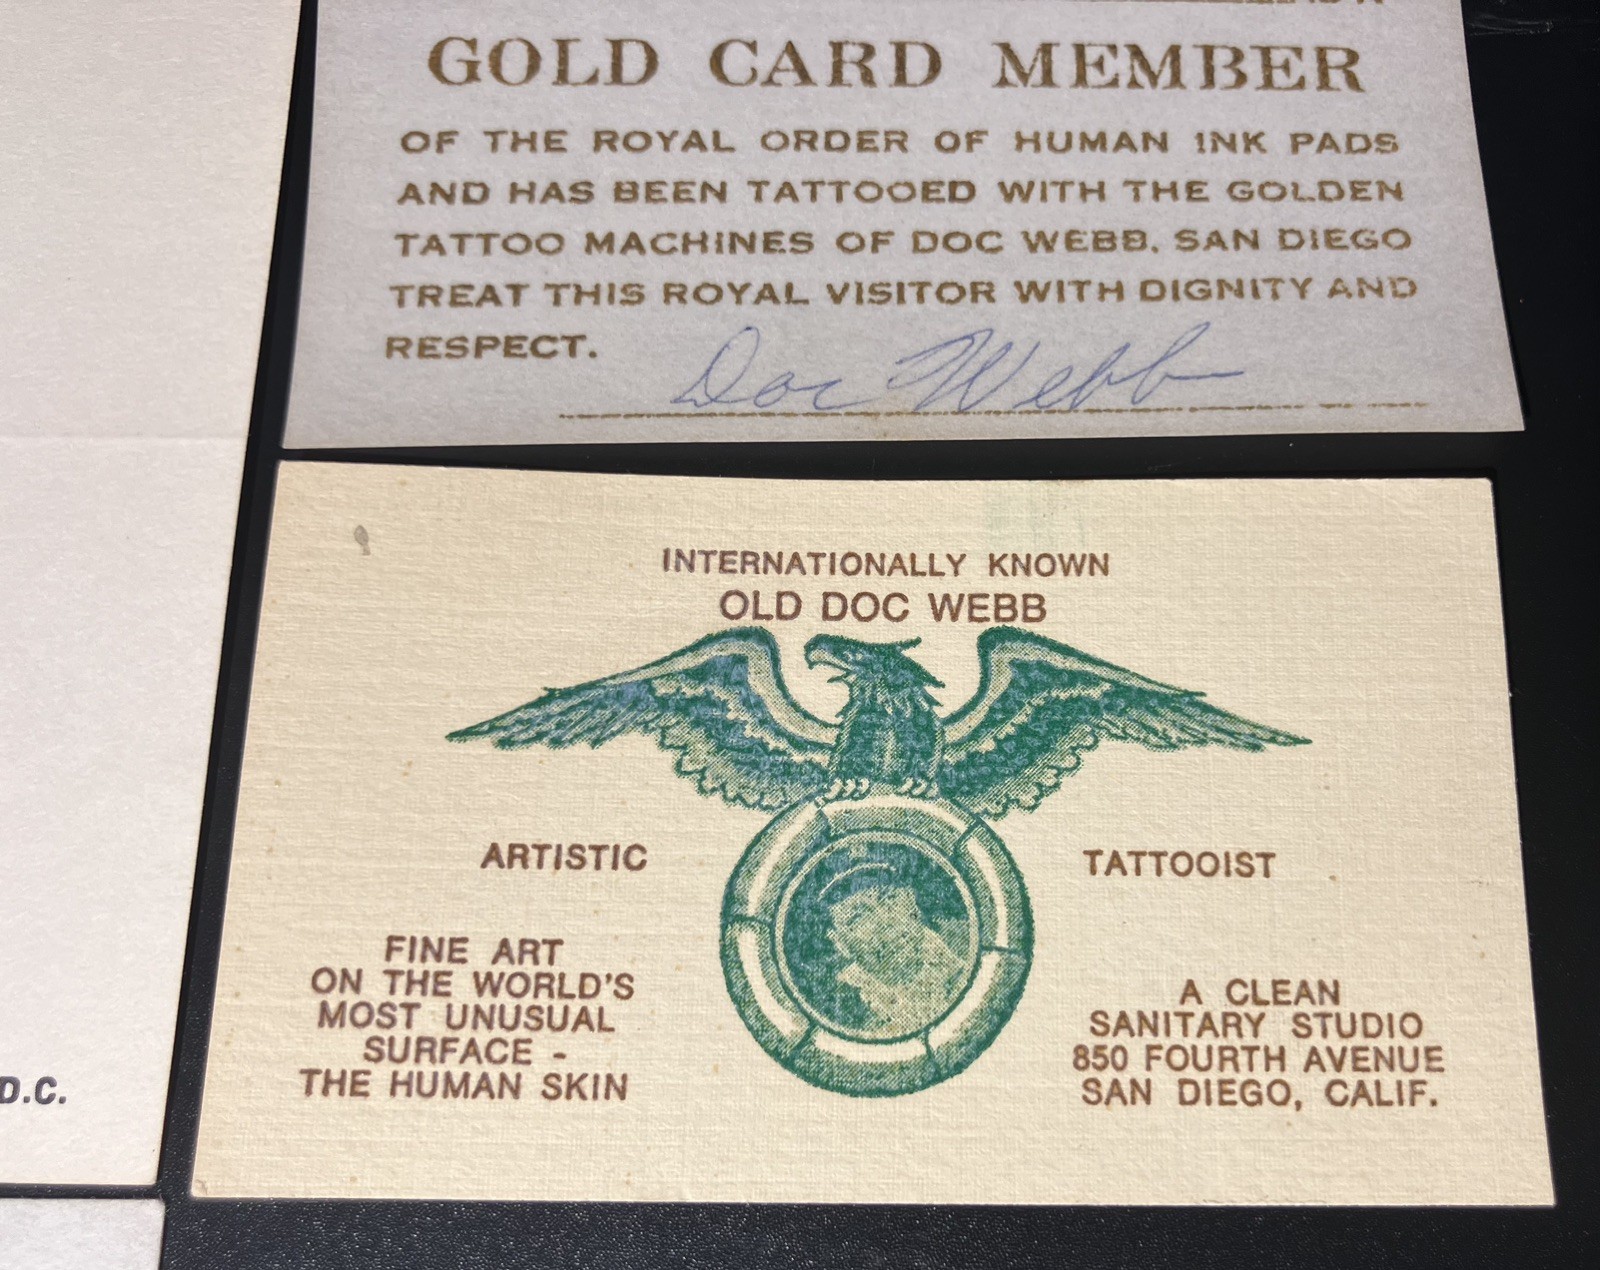 GOLD CARD MEMBER
OF THE ROYAL ORDER OF HUMAN INK PADS
AND HAS BEEN TATTOOED WITH THE GOLDEN
TATTOO MACHINES OF DOC WEBB. SAN DIEGO
TREAT THIS ROYAL VISITOR WITH DIGNITY AND
RESPECT.
Doc Webb
INTERNATIONALLY KNOWN
OLD DOC WEBB
ARTISTIC
TATTOOIST
FINE ART
ON THE WORLD'S
MOST UNUSUAL
SURFACE -
THE HUMAN SKIN
A CLEAN
SANITARY STUDIO
850 FOURTH AVENUE
SAN DIEGO, CALIF.
D.C.